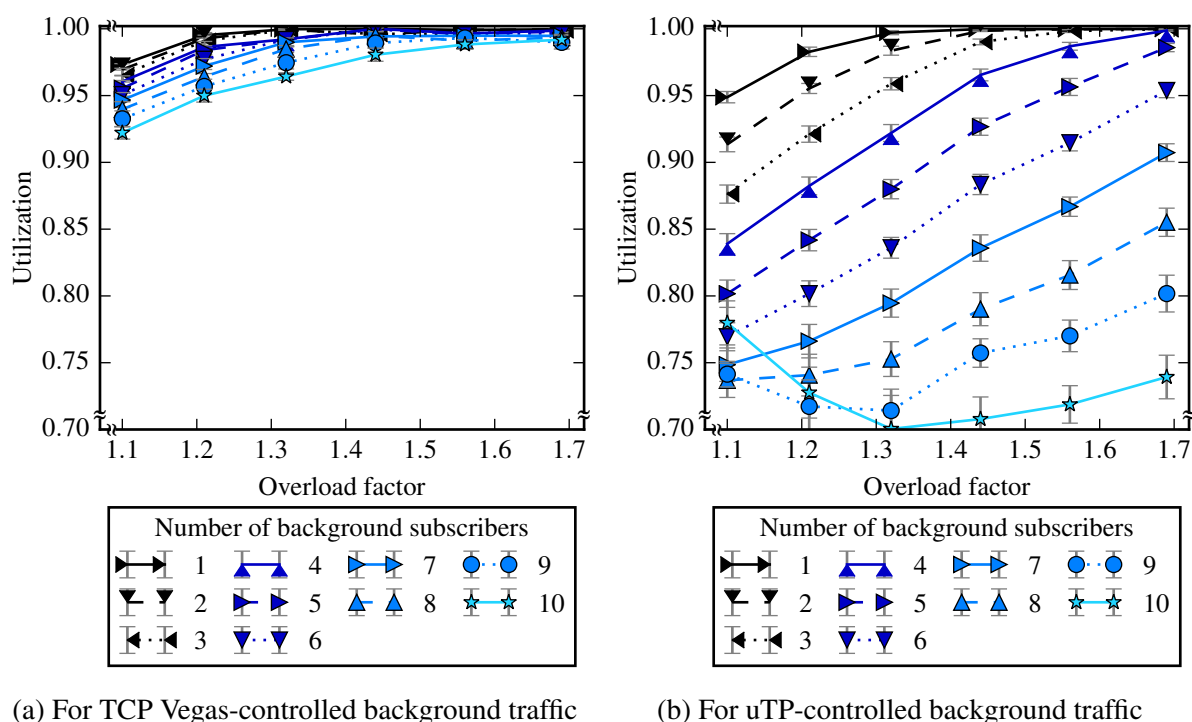 1.00
0.95
0.90
0.85
0.80
0.75
0.70
Utilization
1.1 1.2 1.3 1.4 1.5 1.6 1.7
Overload factor
Number of background subscribers
1 4 7 9
2 5 8 10
3 6
(a) For TCP Vegas-controlled background traffic
1.00
0.95
0.90
0.85
0.80
0.75
0.70
Utilization
1.1 1.2 1.3 1.4 1.5 1.6 1.7
Overload factor
Number of background subscribers
1 4 7 9
2 5 8 10
3 6
(b) For uTP-controlled background traffic